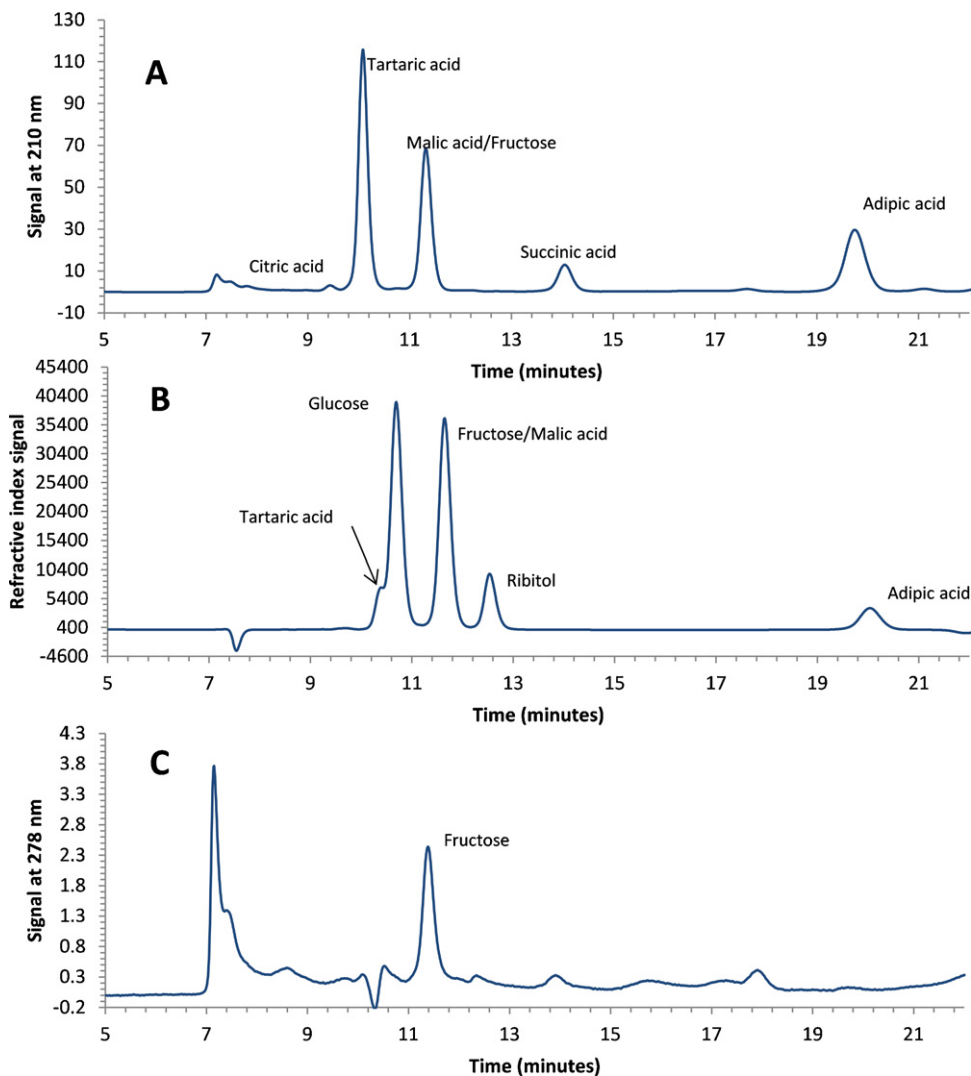 A
Signal at 210 nm
130
110
90
70
50
30
10
-10
Tartaric acid
Malic acid/Fructose
Citric acid
Succinic acid
Adipic acid
5 7 9 11 13 15 17 19 21
Time (minutes)
B
Refractive index signal
45400
40400
35400
30400
25400
20400
15400
10400
5400
400
-4600
Glucose
Fructose/Malic acid
Tartaric acid
Ribitol
Adipic acid
5 7 9 11 13 15 17 19 21
Time (minutes)
C
Signal at 278 nm
4.3
3.8
3.3
2.8
2.3
1.8
1.3
0.8
0.3
-0.2
Fructose
5 7 9 11 13 15 17 19 21
Time (minutes)